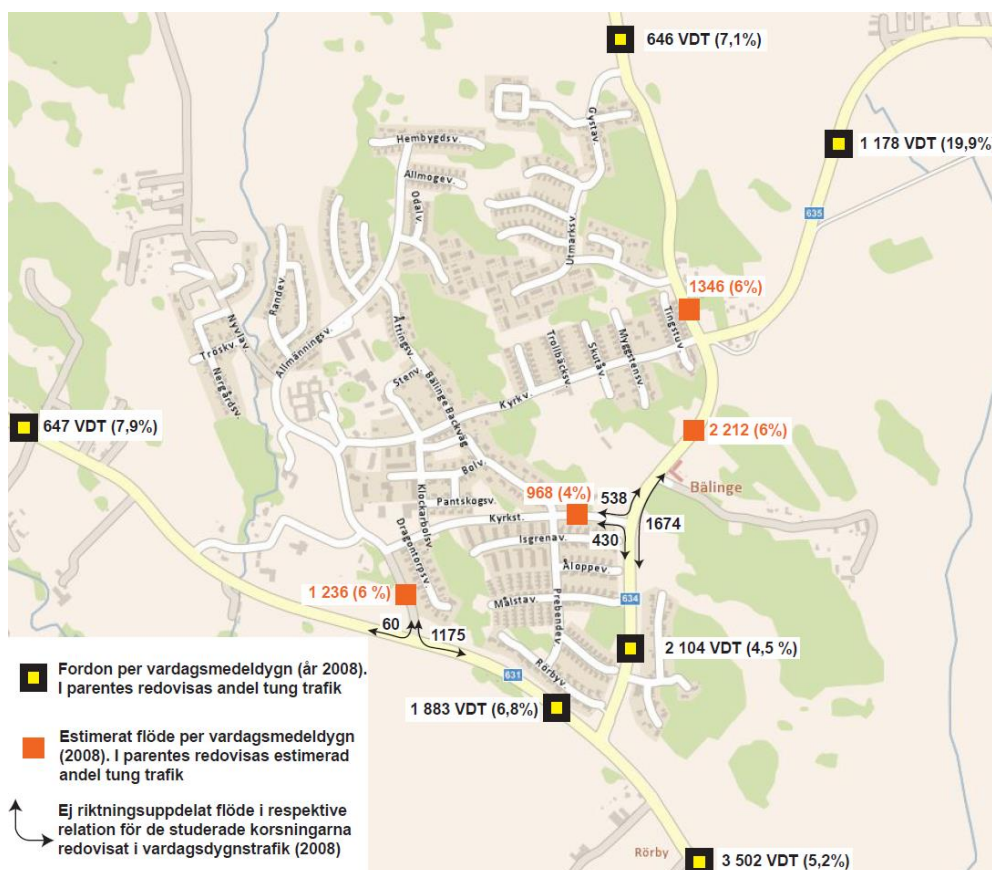 646 VDT (7,1%)
1 178 VDT (19,9%
Gystav.
Hembygdsv.
Allmogev.
Odalv.
Utmarksv.
635
1346 (6%)
Tingstuv.
Randev.
Nyvlav.
Tröskv.
Nergårdsv.
Allmänningsv.
Åttingsv.
Stenv.
Bälinge Backväg
Kyrkv.
Trollbäcksv.
Skutåv.
Myggstensv.
647 VDT (7,9%)
2 212 (6%)
Bälinge
Bolv.
Pantskogsv.
Klockarbolsv.
Kyrkst.
968 (4%)
538
430
1674
Isgrenav.
Åloppev.
Dragontorpsv.
Målstav.
Prebendev.
634
1 236 (6 %)
60
1175
631
Rörbyv.
2 104 VDT (4,5 %)
1 883 VDT (6,8%)
Rörby
3 502 VDT (5,2%)
Fordon per vardagsmedeldygn (år 2008).
I parentes redovisas andel tung trafik
Estimerat flöde per vardagsmedeldygn
(2008). I parentes redovisas estimerad
andel tung trafik
Ej riktningsuppdelat flöde i respektive
relation för de studerade korsningarna
redovisat i vardagsdygnstrafik (2008)